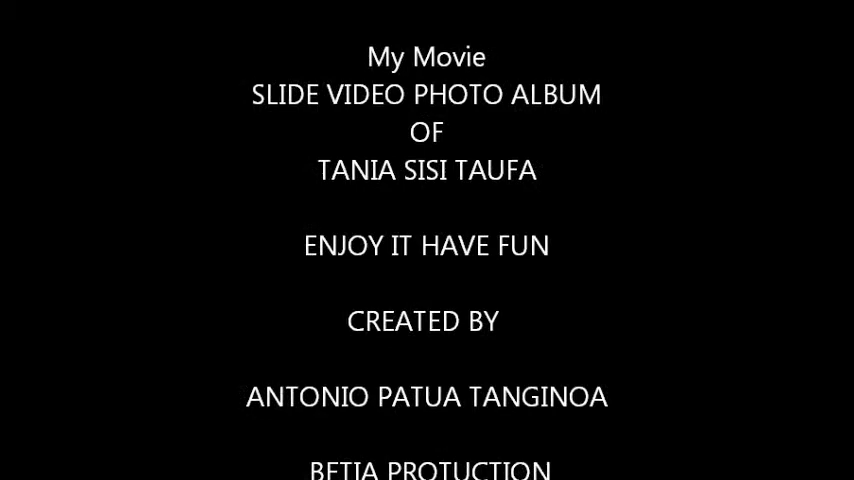 My Movie
SLIDE VIDEO PHOTO ALBUM
OF
TANIA SISI TAUFA
ENJOY IT HAVE FUN
CREATED BY
ANTONIO PATUA TANGINOA
BETIA PROTUCTION